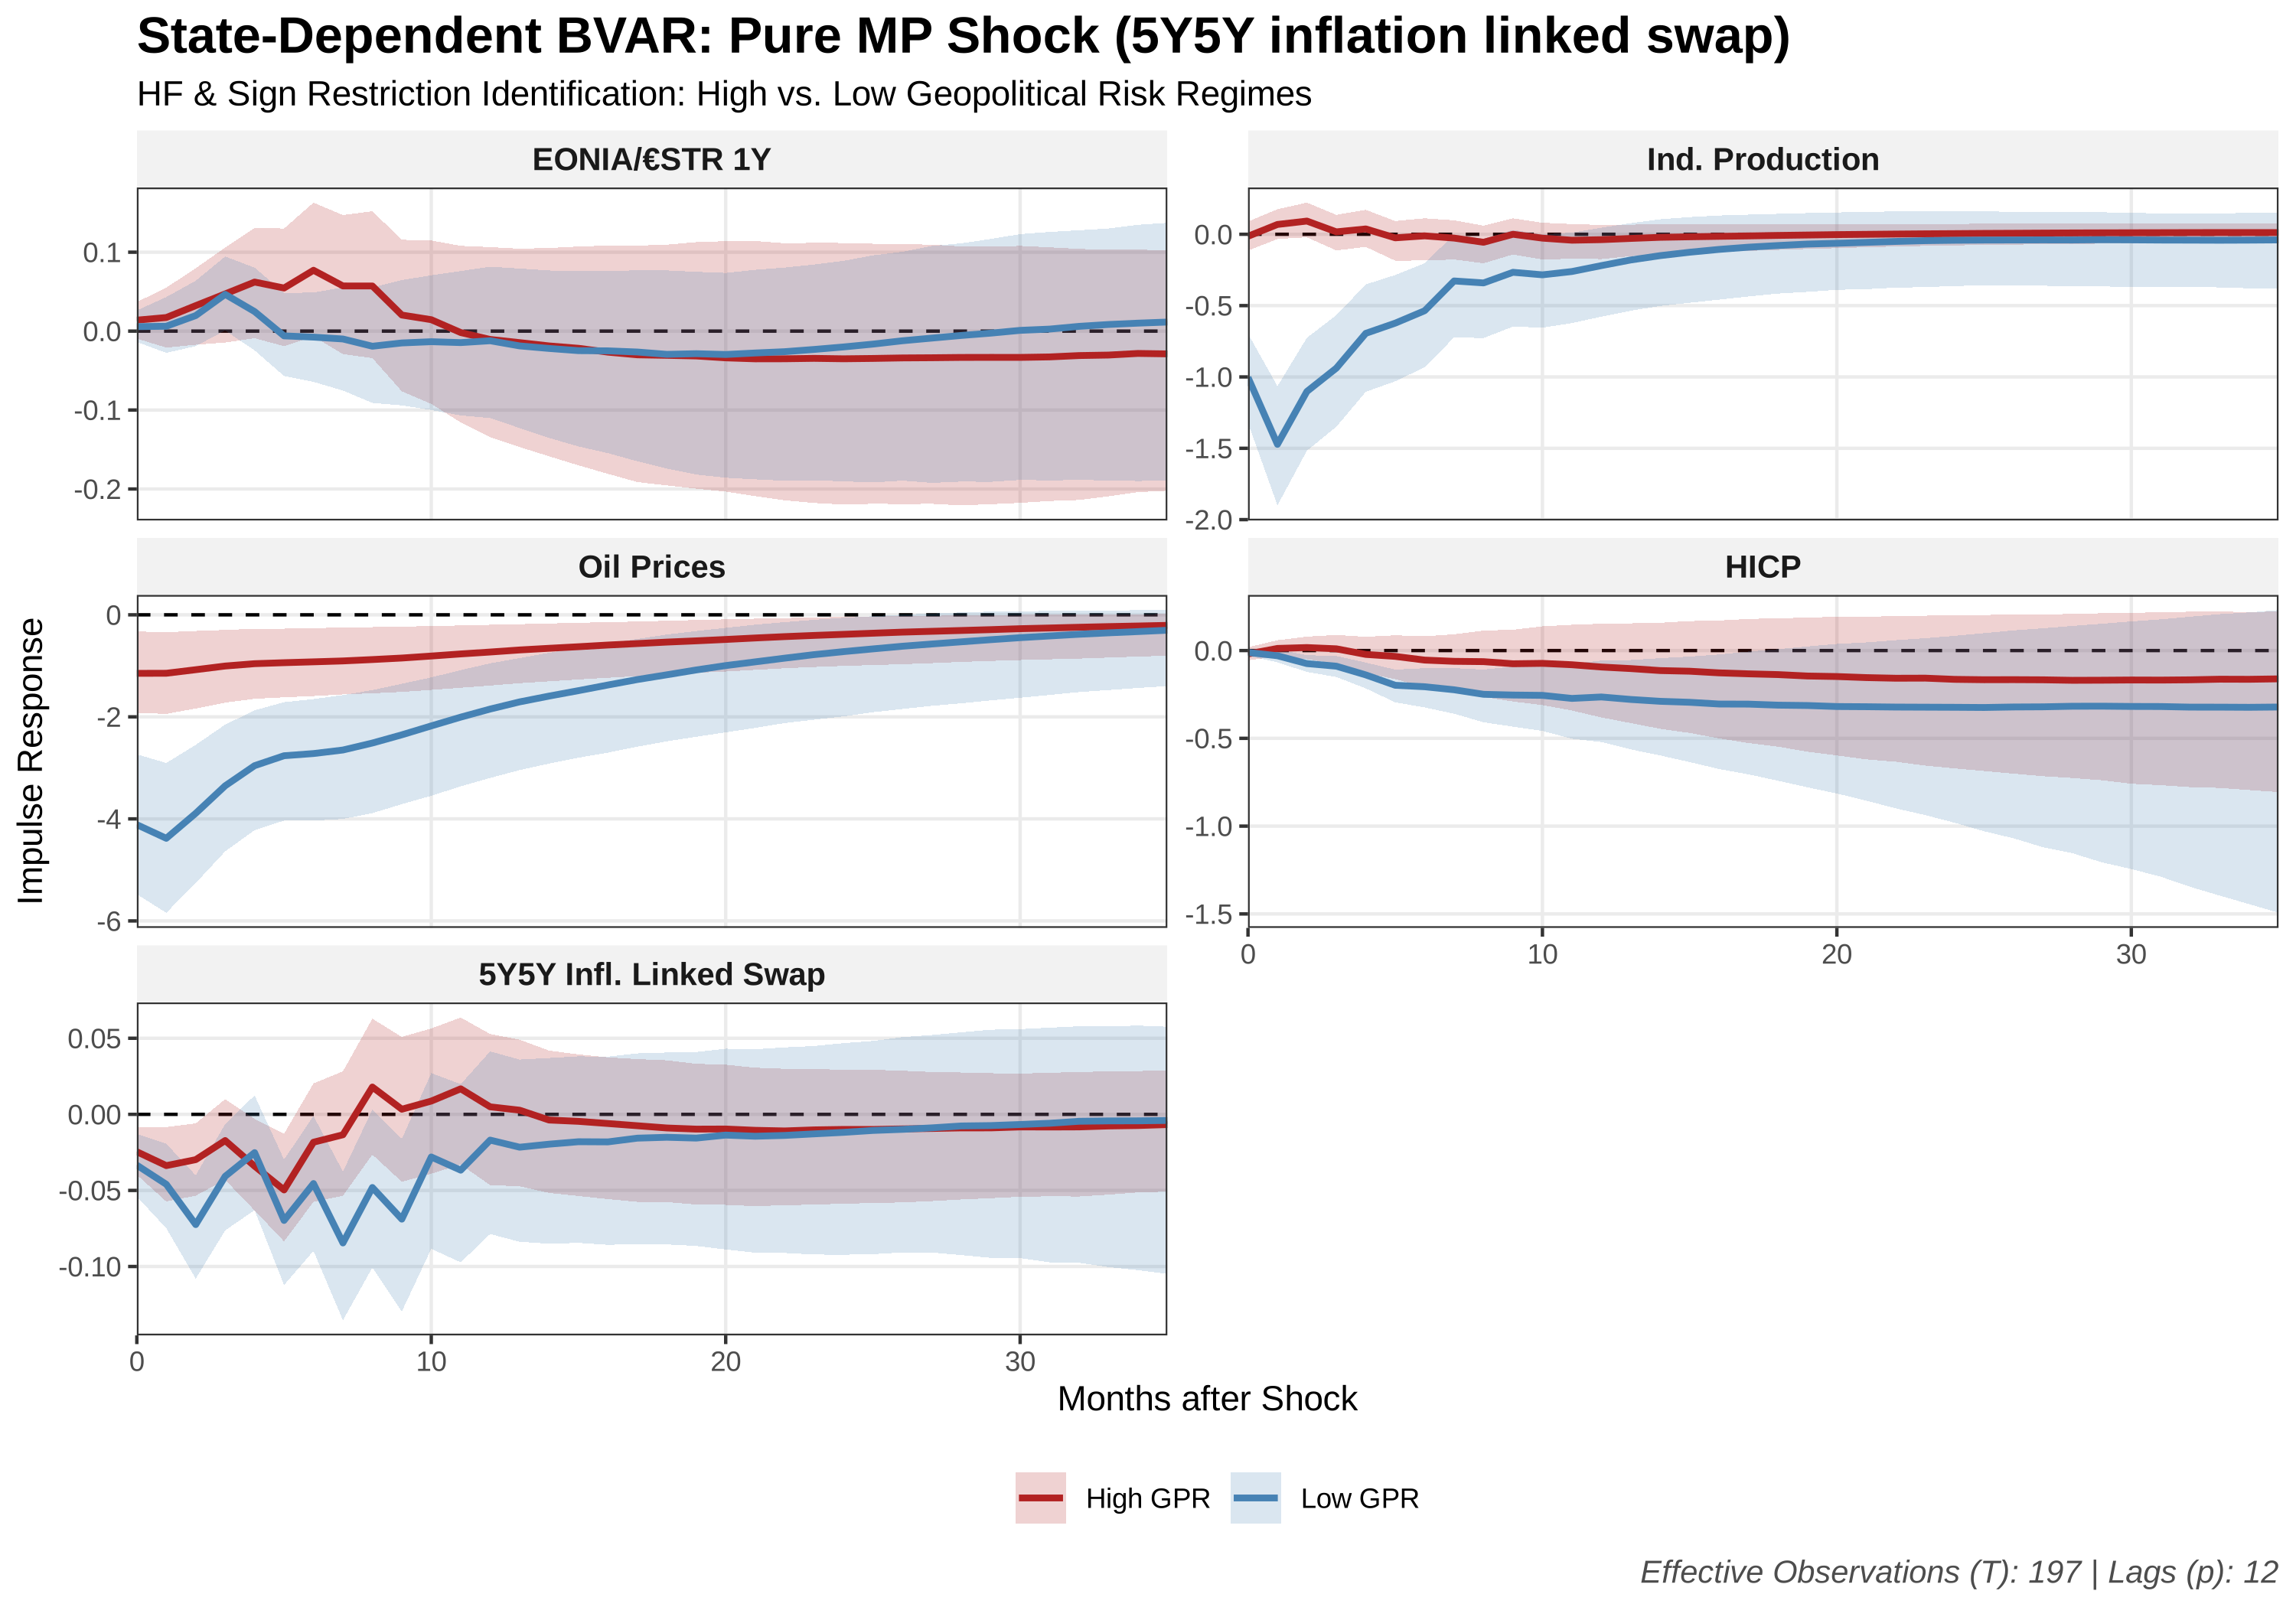 State-Dependent BVAR: Pure MP Shock (5Y5Y inflation linked swap)
HF & Sign Restriction Identification: High vs. Low Geopolitical Risk Regimes
EONIA/€STR 1Y
0.1
0.0
-0.1
-0.2
Ind. Production
0.0
-0.5
-1.0
-1.5
-2.0
Impulse Response
Oil Prices
0
-2
-4
-6
HICP
0.0
-0.5
-1.0
-1.5
0 10 20 30
5Y5Y Infl. Linked Swap
0.05
0.00
-0.05
-0.10
0 10 20 30
Months after Shock
High GPR Low GPR
Effective Observations (T): 197 | Lags (p): 12